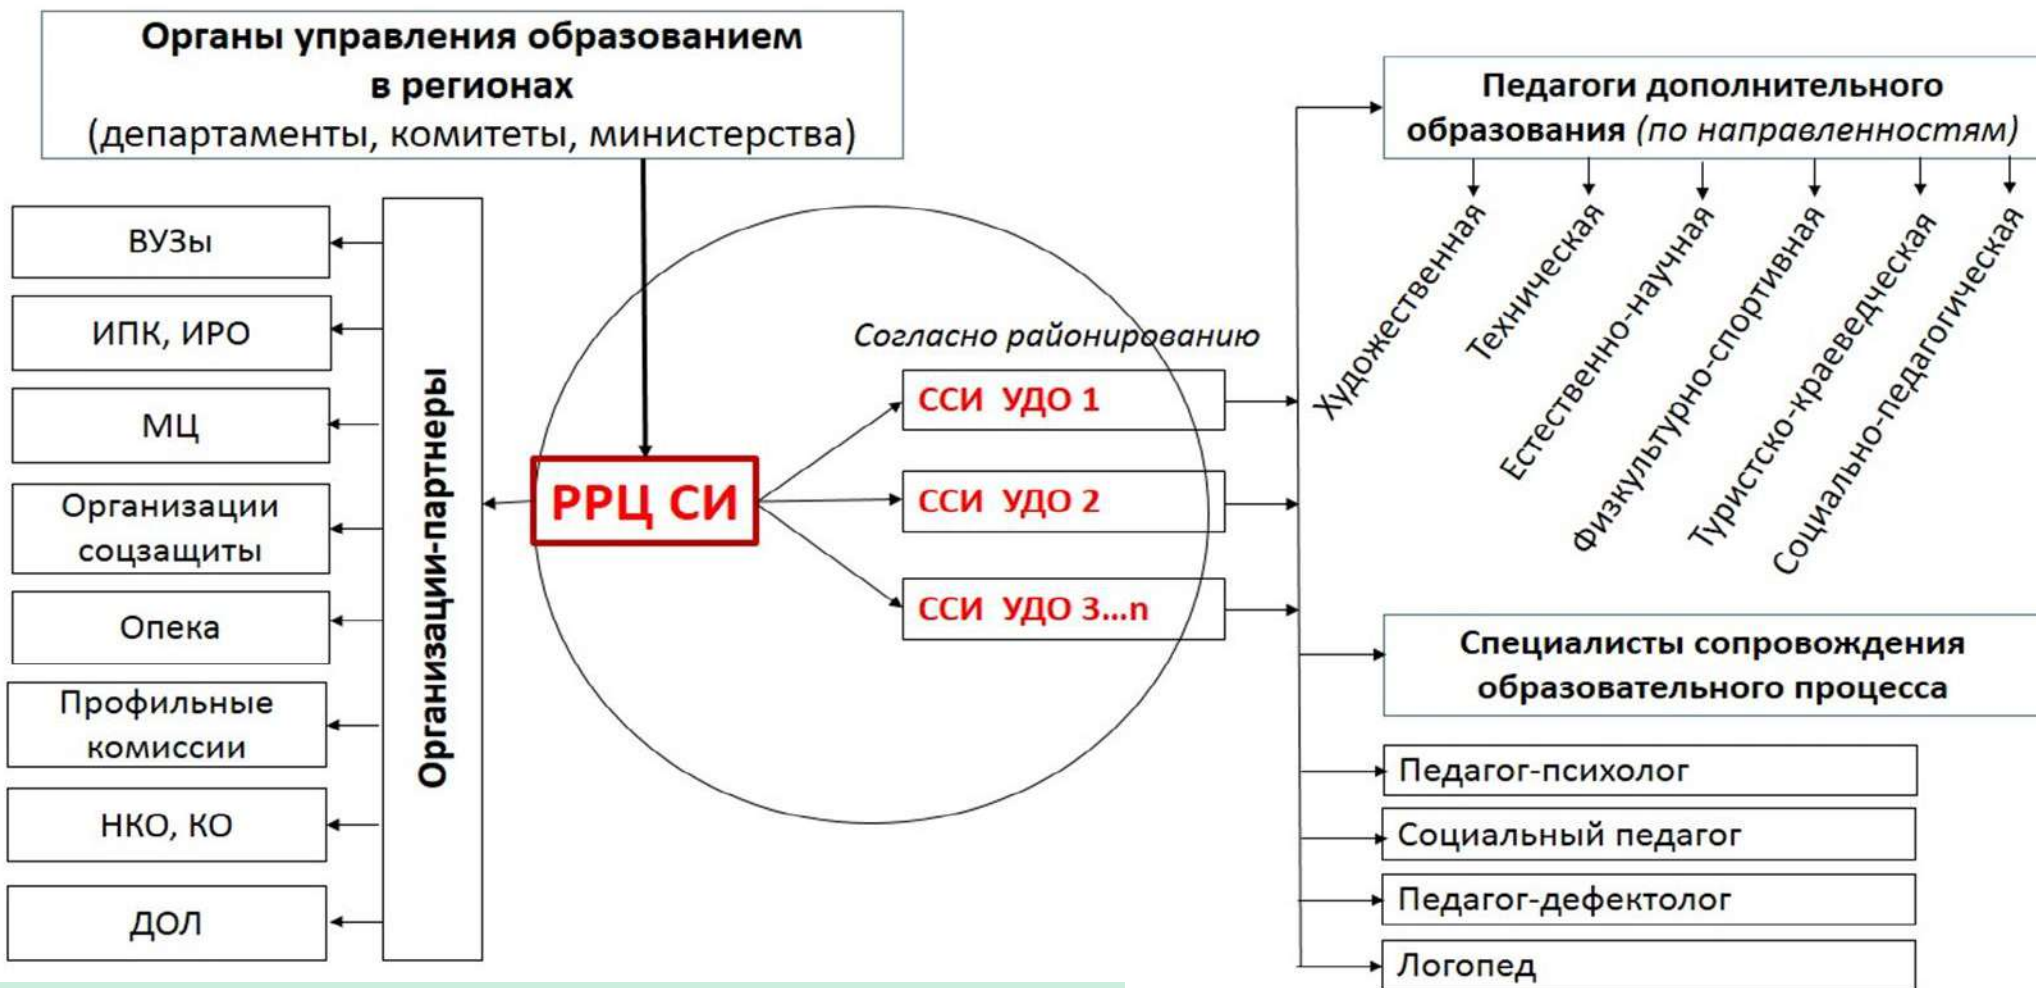 Органы управления образованием
в регионах
(департаменты, комитеты, министерства)
ВУЗы
ИПК, ИРО
МЦ
Организации
соцзащиты
Опека
Профильные
комиссии
НКО, КО
ДОЛ
Организации-партнеры
РРЦ СИ
Согласно районированию
ССИ УДО 1
ССИ УДО 2
ССИ УДО 3...n
Педагоги дополнительного
образования (по направленностям)
Художественная
Техническая
Естественно-научная
Физкультурно-спортивная
Туристско-краеведческая
Социально-педагогическая
Специалисты сопровождения
образовательного процесса
Педагог-психолог
Социальный педагог
Педагог-дефектолог
Логопед